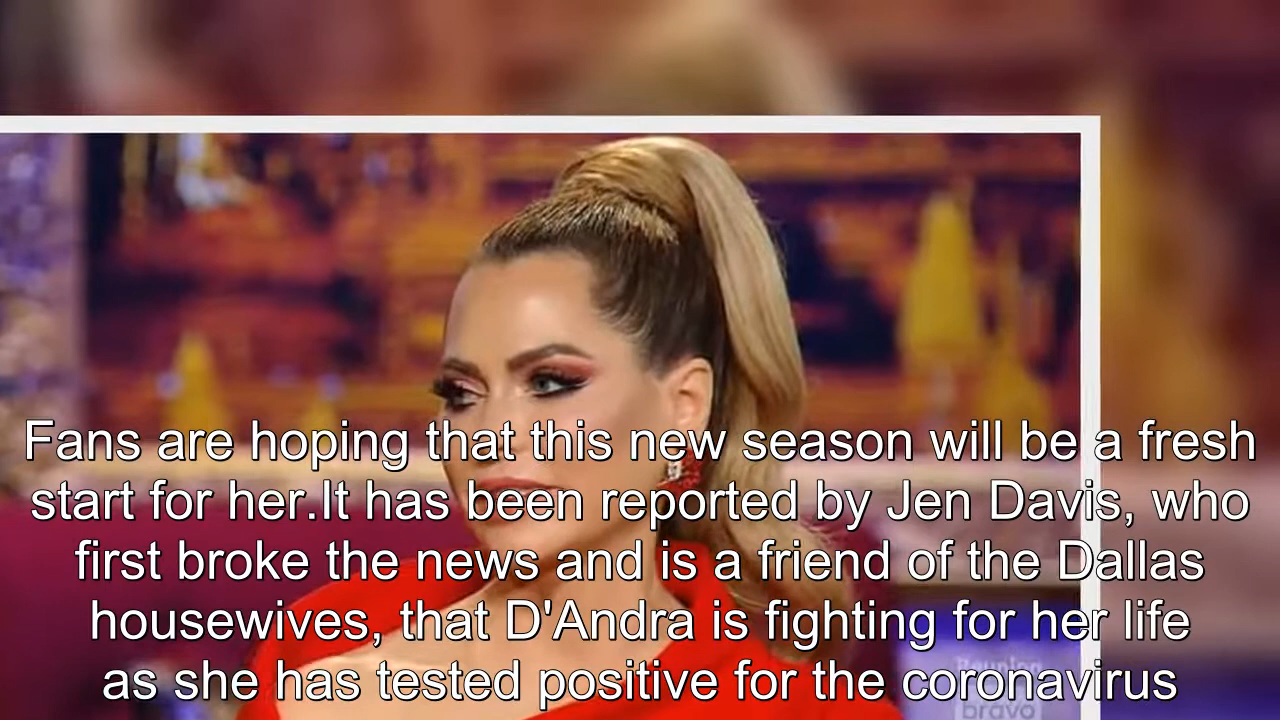 Fans are hoping that this new season will be a fresh
start for her.It has been reported by Jen Davis, who
first broke the news and is a friend of the Dallas
housewives, that D'Andra is fighting for her life
as she has tested positive for the coronavirus
Reunion
bravo